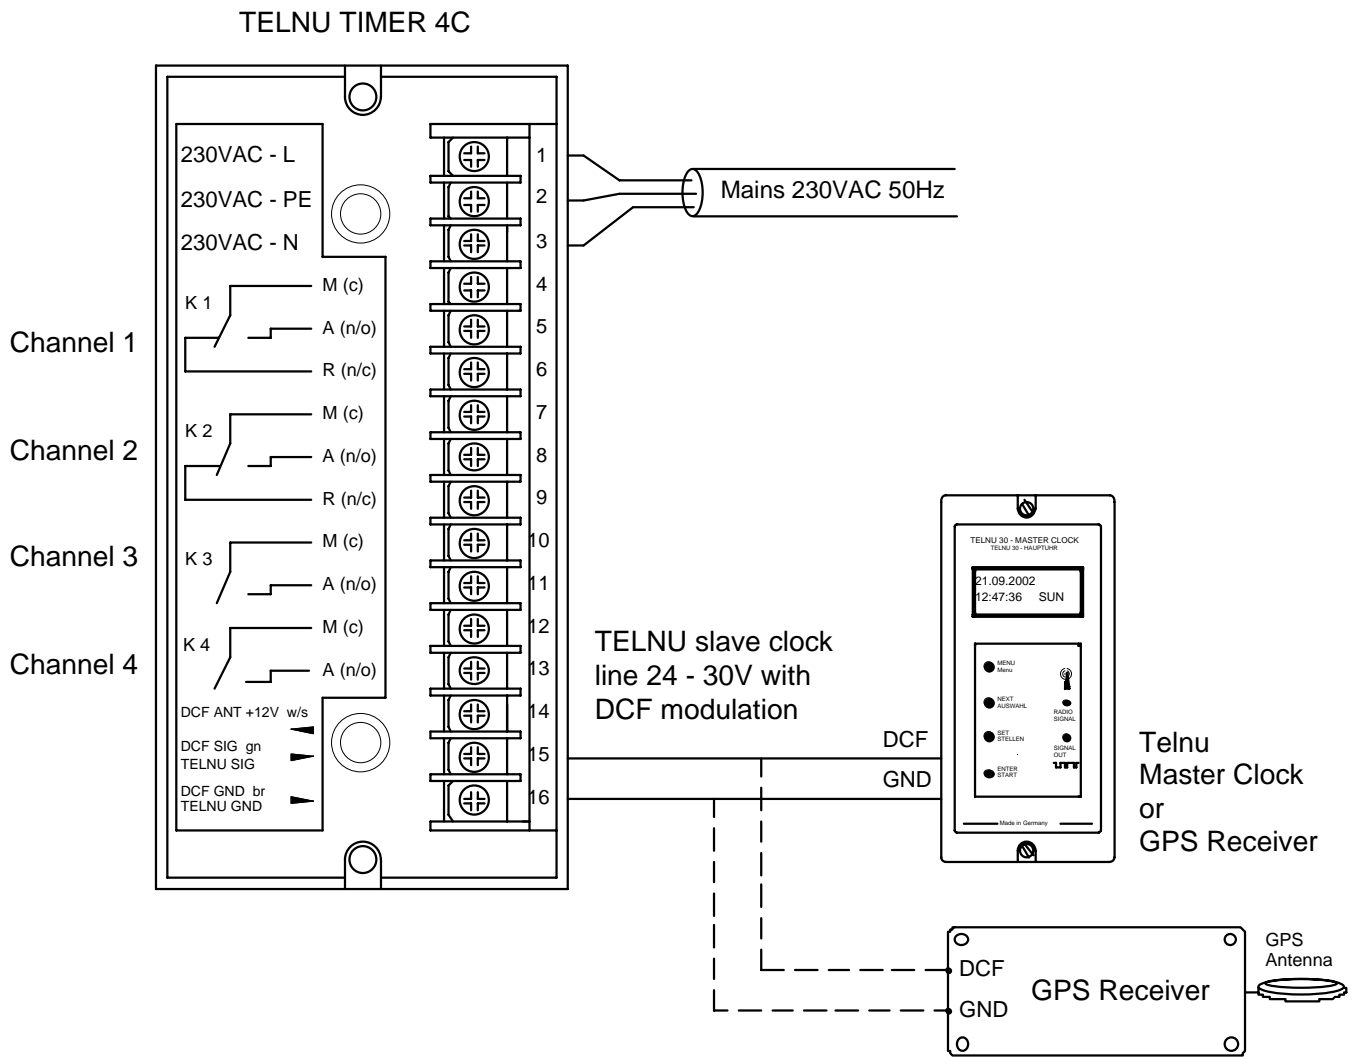 TELNU TIMER 4C
230VAC - L
1
230VAC - PE
2
230VAC - N
3
Mains 230VAC 50Hz
K 1
M (c)
4
Channel 1
A (n/o)
5
R (n/c)
6
K 2
M (c)
7
Channel 2
A (n/o)
8
R (n/c)
9
K 3
M (c)
10
Channel 3
A (n/o)
11
K 4
M (c)
12
Channel 4
A (n/o)
13
DCF ANT +12V w/s
14
DCF SIG gn
TELNU SIG
15
DCF GND br
TELNU GND
16
TELNU slave clock
line 24 - 30V with
DCF modulation
DCF
GND
TELNU 30 - MASTER CLOCK
TELNU 30 - HAUPTUHR
21.09.2002
12:47:36 SUN
MENU
Menu
NEXT
AUSWAHL
RADIO
SIGNAL
SET
STELLEN
SIGNAL
OUT
ENTER
START
Made in Germany
Telnu
Master Clock
or
GPS Receiver
DCF
GND
GPS Receiver
GPS
Antenna